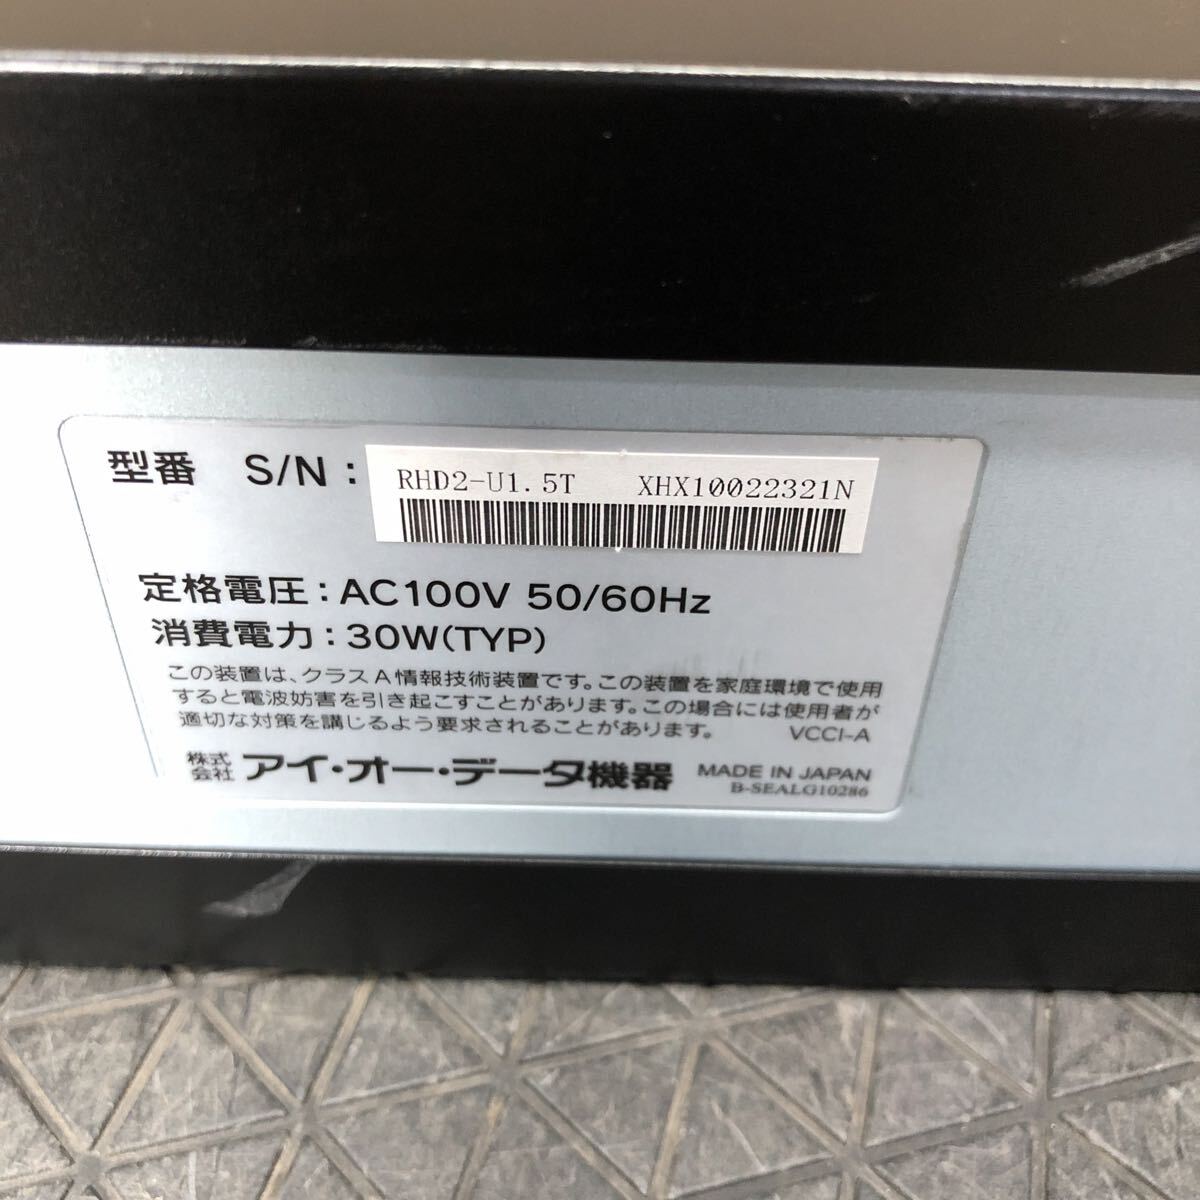 型番 S/N : RHD2-U1.5T XHX10022321N
定格電圧 : AC100V 50/60Hz
消費電力 : 30W(TYP)
この装置は、クラスA情報技術装置です。この装置を家庭環境で使用
すると電波妨害を引き起こすことがあります。この場合には使用者が
適切な対策を講じるよう要求されることがあります。 VCCI-A
株式会社 アイ・オー・データ機器 MADE IN JAPAN
B-SEALG10286